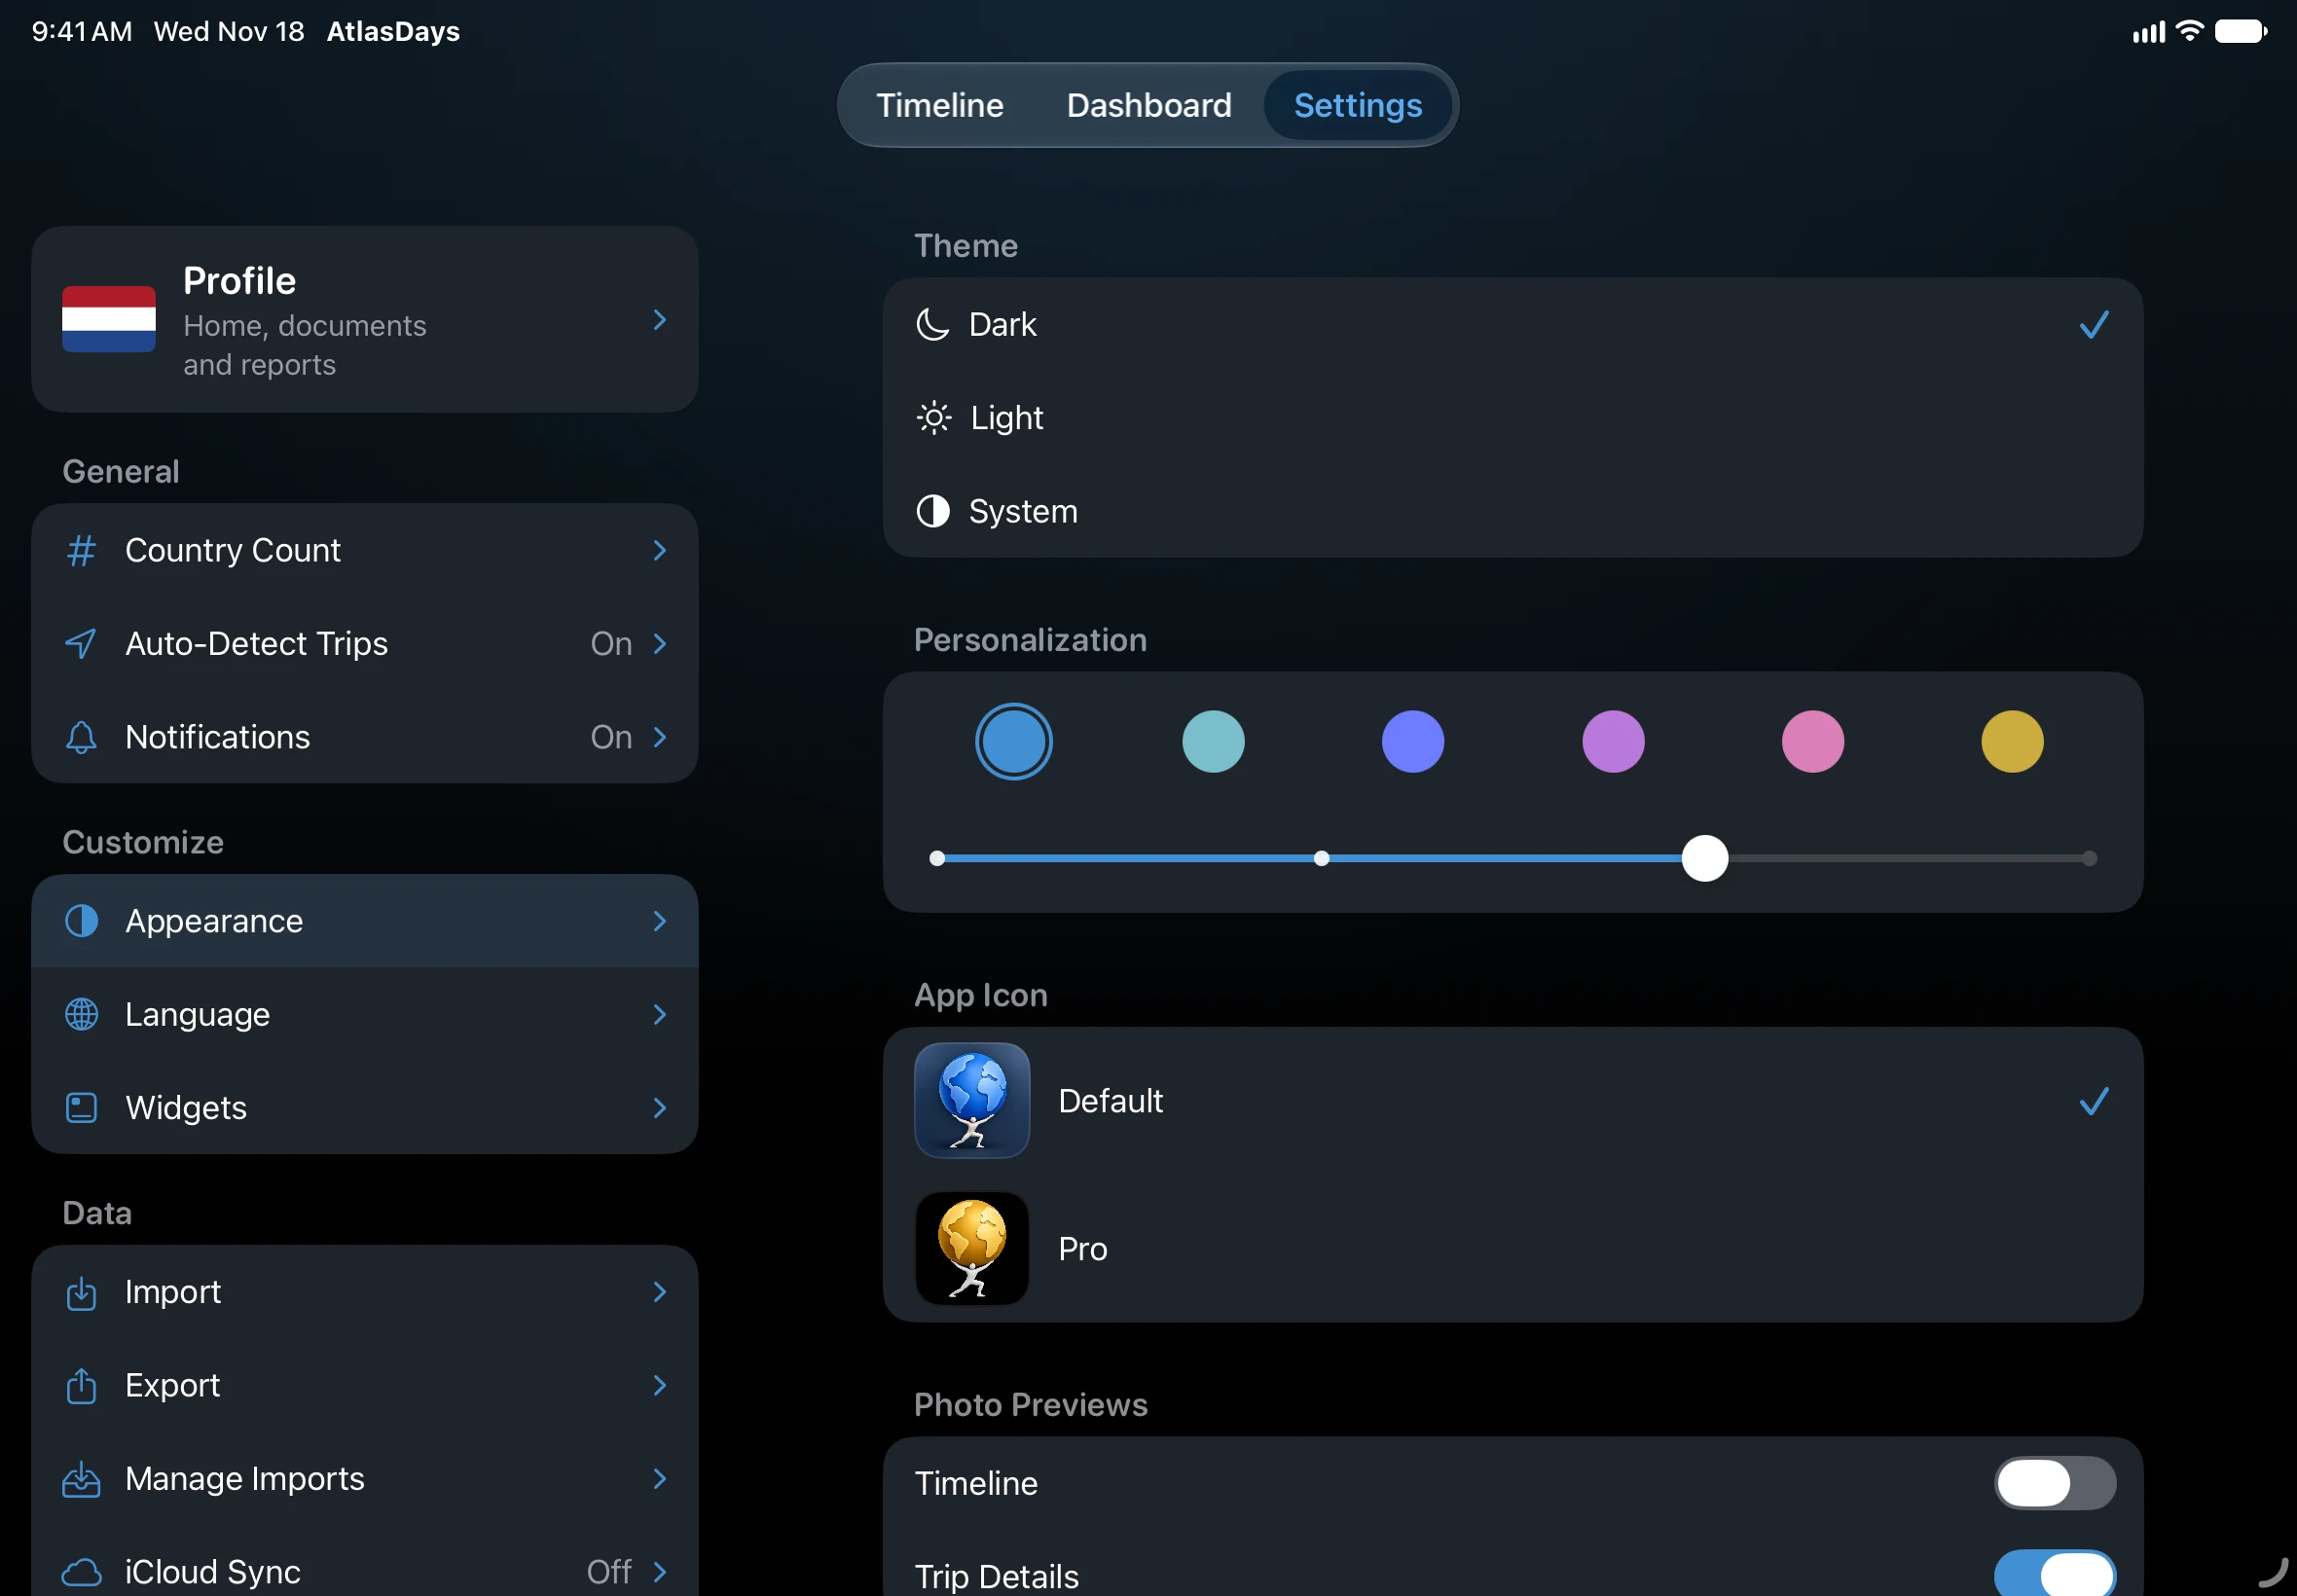 9:41 AM Wed Nov 18 AtlasDays
Timeline Dashboard Settings
Profile
Home, documents
and reports
General
Country Count
Auto-Detect Trips On
Notifications On
Customize
Appearance
Language
Widgets
Data
Import
Export
Manage Imports
iCloud Sync Off
Theme
Dark
Light
System
Personalization
App Icon
Default
Pro
Photo Previews
Timeline
Trip Details